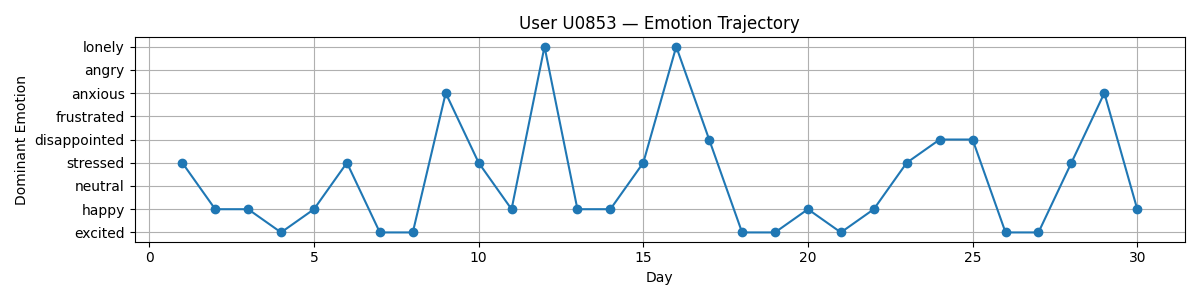 User U0853 — Emotion Trajectory
Dominant Emotion
lonely
angry
anxious
frustrated
disappointed
stressed
neutral
happy
excited
0 5 10 15 20 25 30
Day